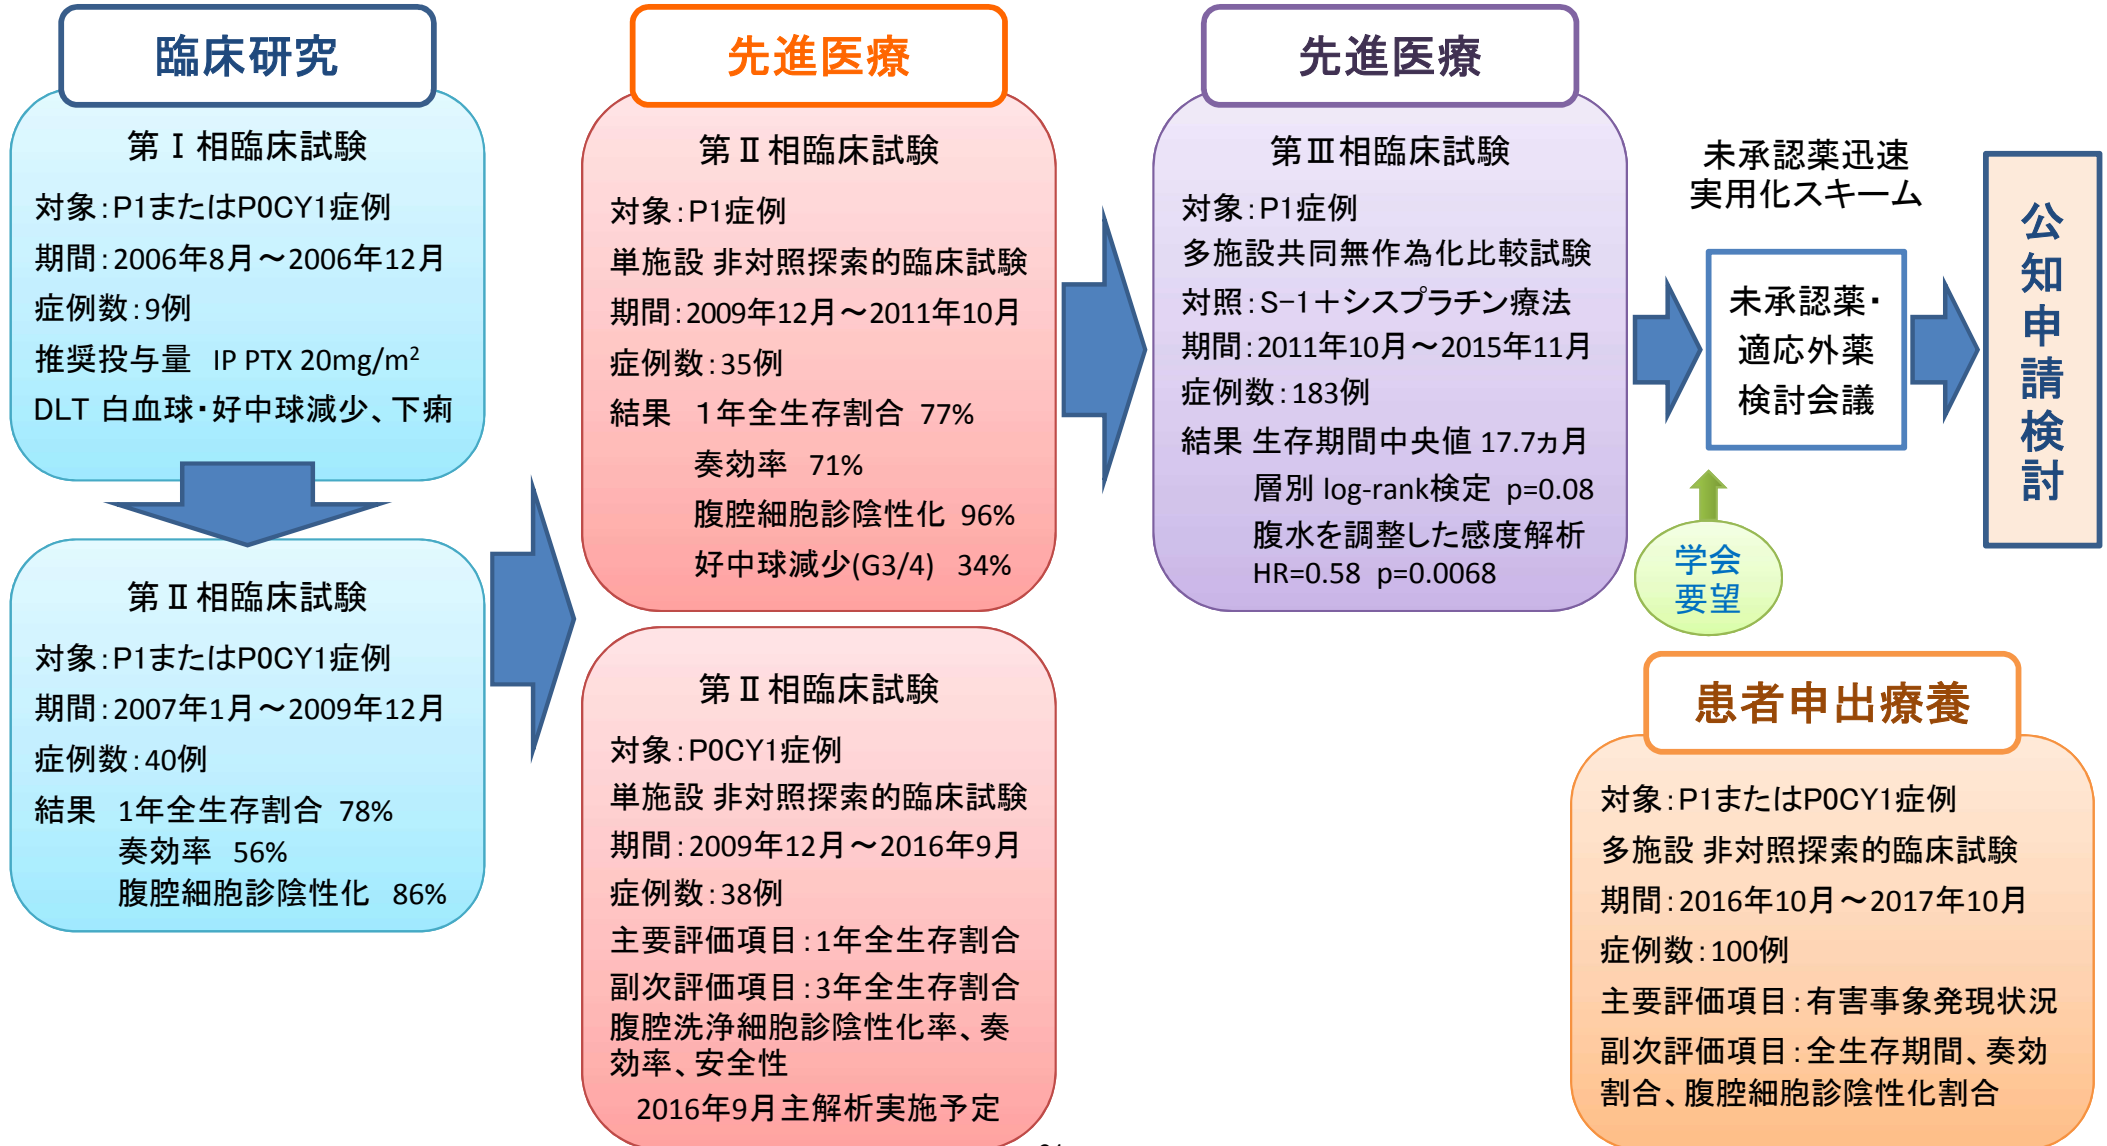 臨床研究
第Ⅰ相臨床試験
対象：P1またはP0CY1症例
期間：2006年8月～2006年12月
症例数：9例
推奨投与量 IP PTX 20mg/m²
DLT 白血球・好中球減少、下痢
第Ⅱ相臨床試験
対象：P1またはP0CY1症例
期間：2007年1月～2009年12月
症例数：40例
結果 1年全生存割合 78%
奏効率 56%
腹腔細胞診陰性化 86%
先進医療
第Ⅱ相臨床試験
対象：P1症例
単施設 非対照探索的臨床試験
期間：2009年12月～2011年10月
症例数：35例
結果 １年全生存割合 77%
奏効率 71%
腹腔細胞診陰性化 96%
好中球減少(G3/4) 34%
第Ⅱ相臨床試験
対象：P0CY1症例
単施設 非対照探索的臨床試験
期間：2009年12月～2016年9月
症例数：38例
主要評価項目：1年全生存割合
副次評価項目：3年全生存割合
腹腔洗浄細胞診陰性化率、奏
効率、安全性
2016年9月主解析実施予定
先進医療
第Ⅲ相臨床試験
対象：P1症例
多施設共同無作為化比較試験
対照：S-1＋シスプラチン療法
期間：2011年10月～2015年11月
症例数：183例
結果 生存期間中央値 17.7ヵ月
層別 log-rank検定 p=0.08
腹水を調整した感度解析
HR=0.58 p=0.0068
未承認薬迅速
実用化スキーム
未承認薬・
適応外薬
検討会議
学会
要望
公知申請検討
患者申出療養
対象：P1またはP0CY1症例
多施設 非対照探索的臨床試験
期間：2016年10月～2017年10月
症例数：100例
主要評価項目：有害事象発現状況
副次評価項目：全生存期間、奏効
割合、腹腔細胞診陰性化割合